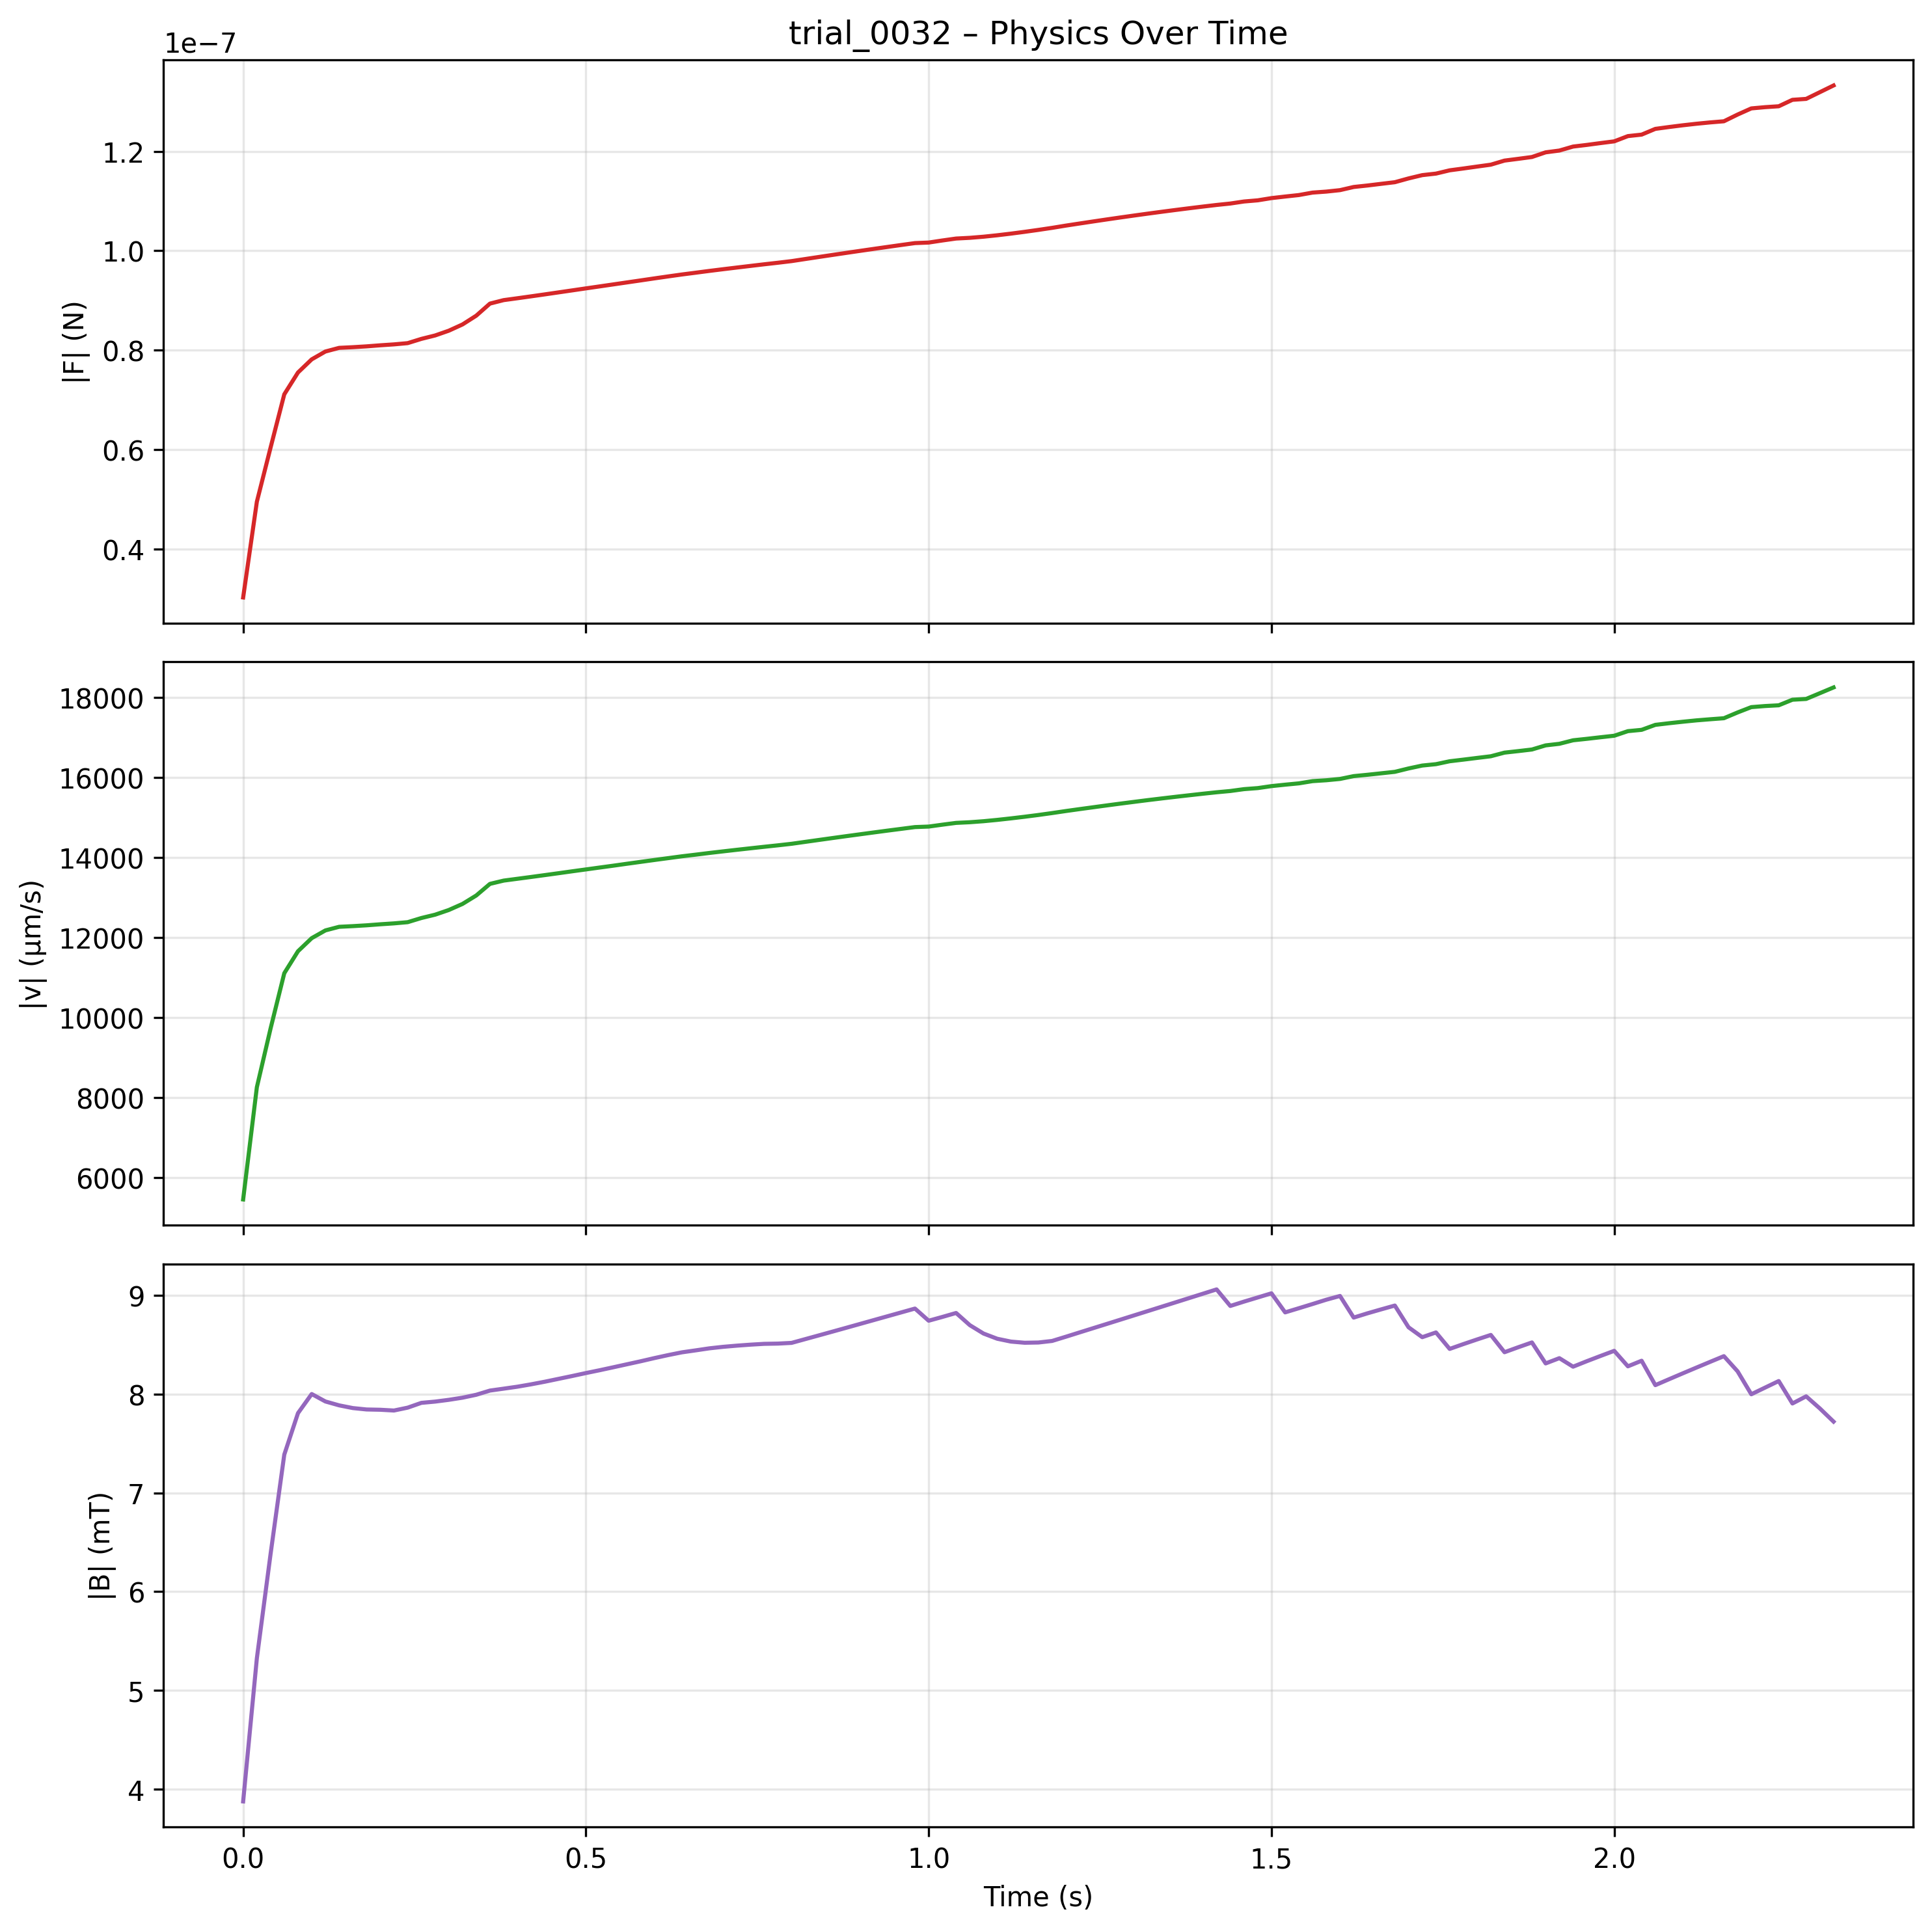 trial_0032 – Physics Over Time
1e−7
1.2
1.0
0.8
0.6
0.4
|F| (N)
18000
16000
14000
12000
10000
8000
6000
|v| (µm/s)
9
8
7
6
5
4
|B| (mT)
0.0 0.5 1.0 1.5 2.0
Time (s)